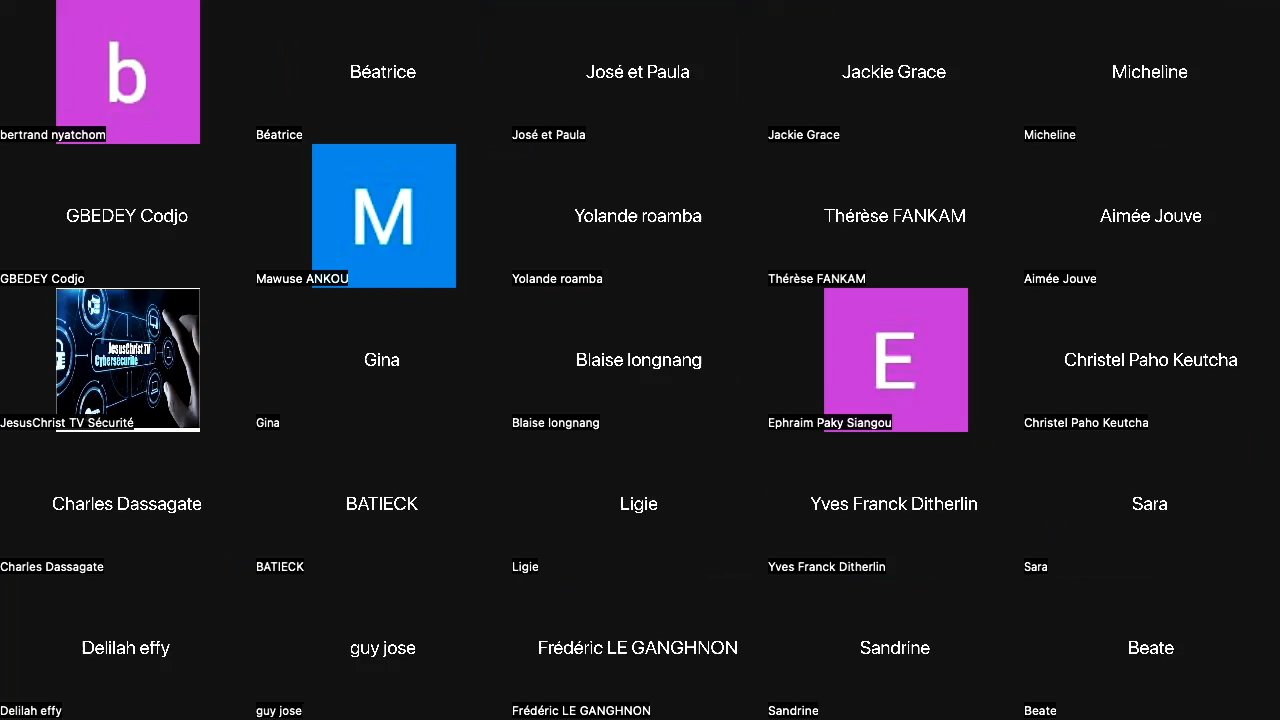 b
bertrand nyatchom
Béatrice
Béatrice
José et Paula
José et Paula
Jackie Grace
Jackie Grace
Micheline
Micheline
GBEDEY Codjo
GBEDEY Codjo
M
Mawuse ANKOU
Yolande roamba
Yolande roamba
Thérèse FANKAM
Thérèse FANKAM
Aimée Jouve
Aimée Jouve
JesusChrist TV
Cybersécurité
JesusChrist TV Sécurité
Gina
Gina
Blaise longnang
Blaise longnang
E
Ephraim Paky Siangou
Christel Paho Keutcha
Christel Paho Keutcha
Charles Dassagate
Charles Dassagate
BATIECK
BATIECK
Ligie
Ligie
Yves Franck Ditherlin
Yves Franck Ditherlin
Sara
Sara
Delilah effy
Delilah effy
guy jose
guy jose
Frédéric LE GANGHNON
Frédéric LE GANGHNON
Sandrine
Sandrine
Beate
Beate